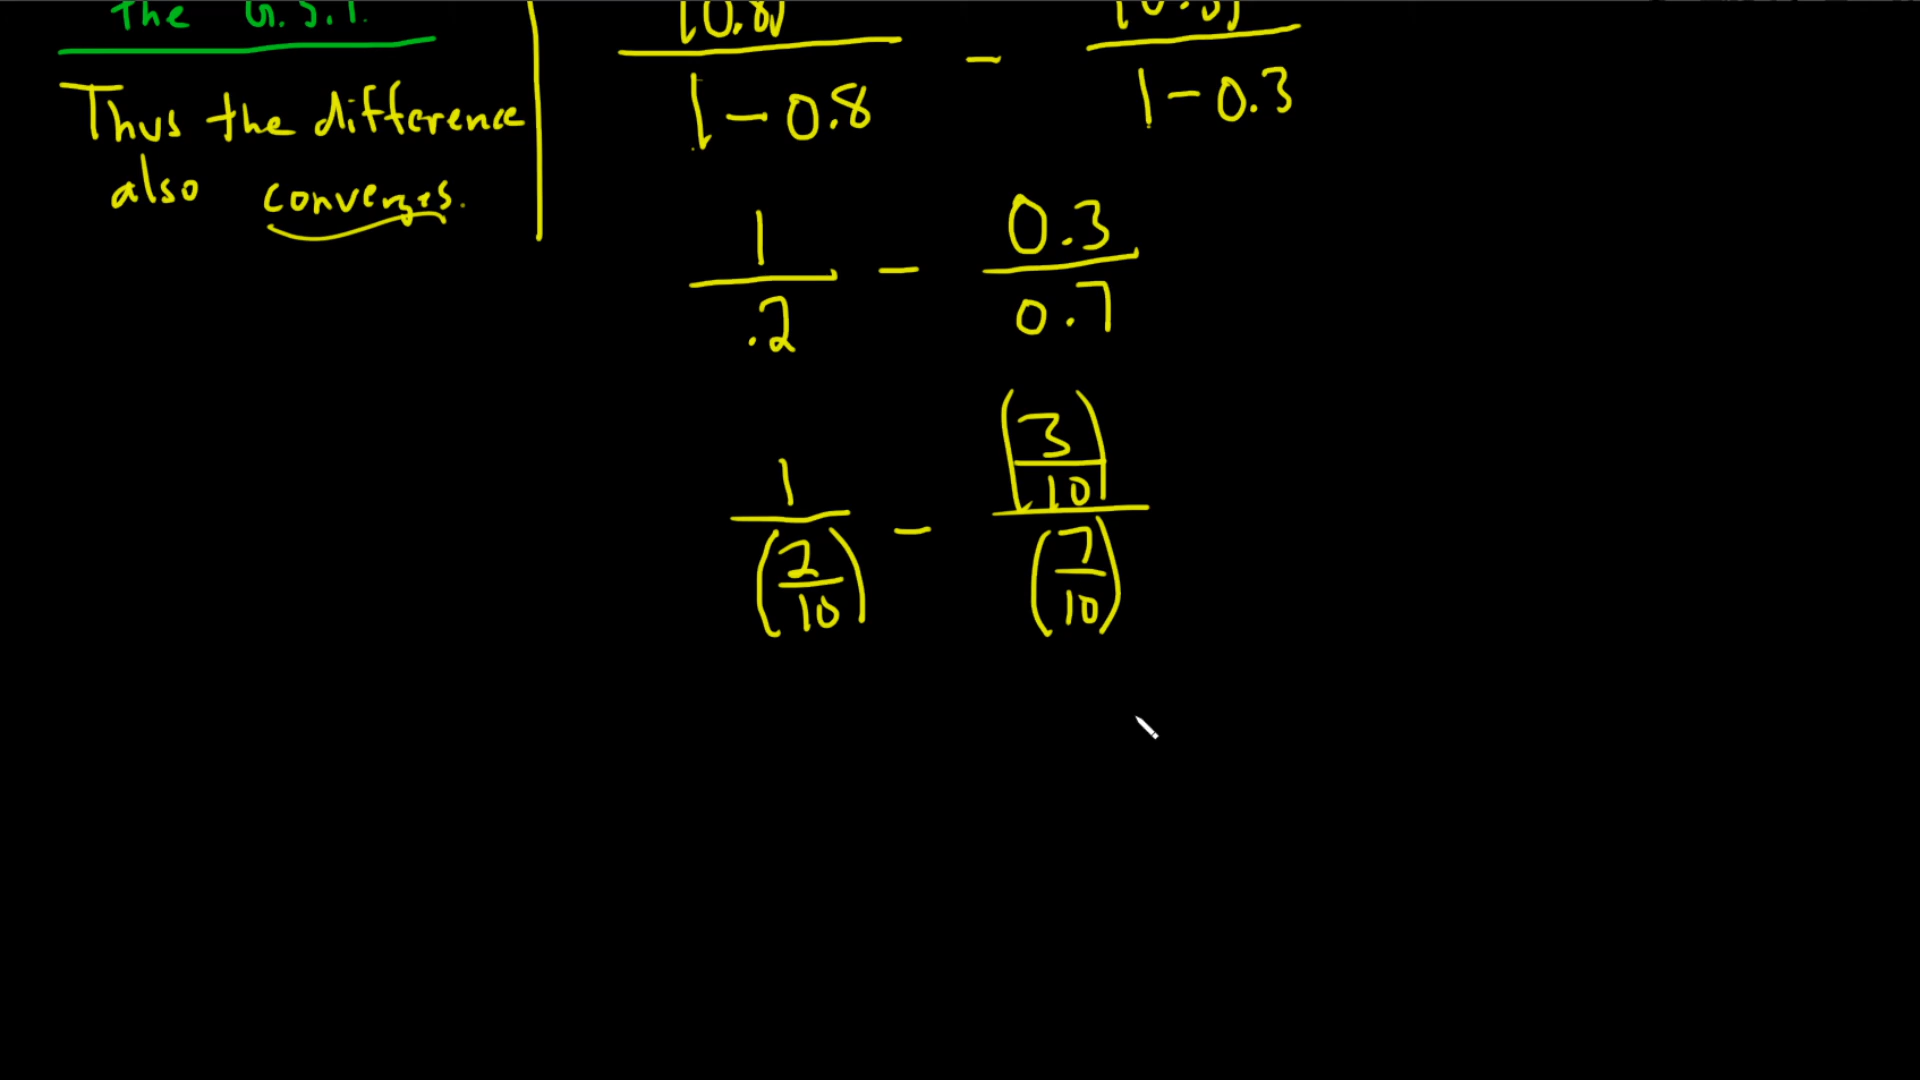 the G.S.T.
Thus the difference
also converges.
1 - 0.8 - 1 - 0.3
1 - 0.3
.2 0.7
1 - (3/10)
(2/10) (7/10)